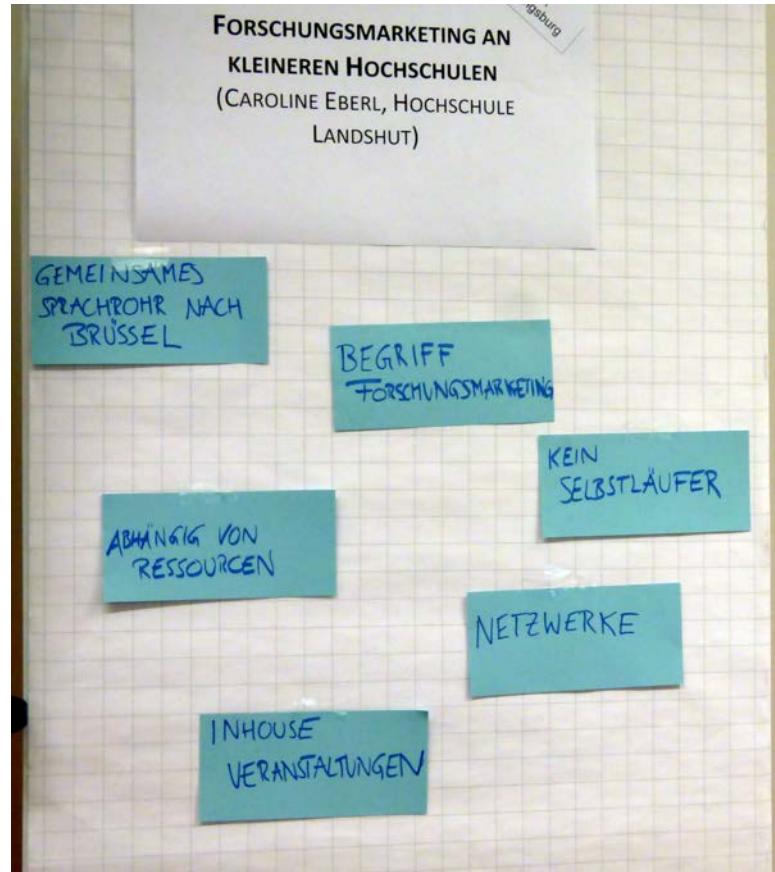 FORSCHUNGSMARKETING AN
KLEINEREN HOCHSCHULEN
(CAROLINE EBERL, HOCHSCHULE
LANDSHUT)
GEMEINSAMES
SPRACHROHR NACH
BRÜSSEL
BEGRIFF
FORSCHUNGSMARKETING
KEIN
SELBSTLÄUFER
ABHÄNGIG VON
RESSOURCEN
NETZWERKE
INHOUSE
VERANSTALTUNGEN